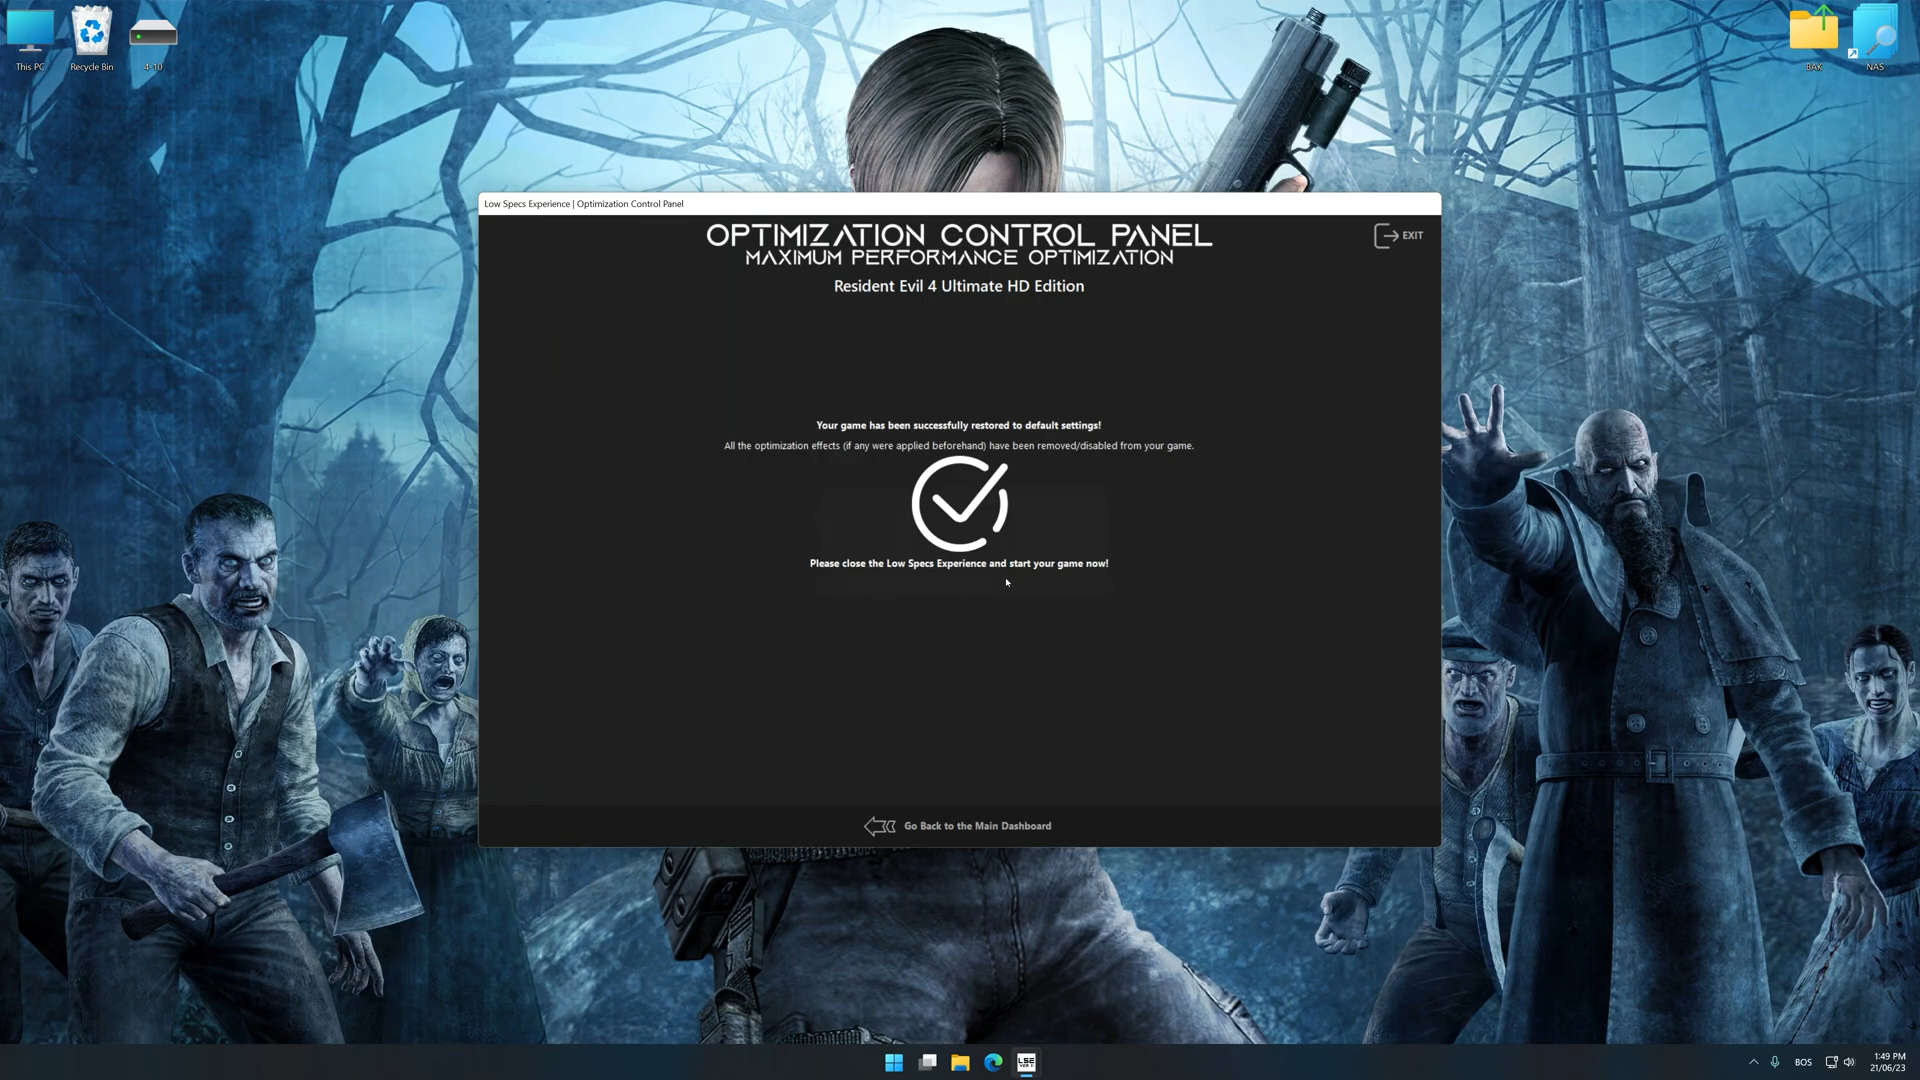 This PC
Recycle Bin
4-10
BAK
NAS
Low Specs Experience | Optimization Control Panel
OPTIMIZATION CONTROL PANEL
EXIT
MAXIMUM PERFORMANCE OPTIMIZATION
Resident Evil 4 Ultimate HD Edition
Your game has been successfully restored to default settings!
All the optimization effects (if any were applied beforehand) have been removed/disabled from your game.
Please close the Low Specs Experience and start your game now!
Go Back to the Main Dashboard
LSE
BOS
1:49 PM
21/06/23